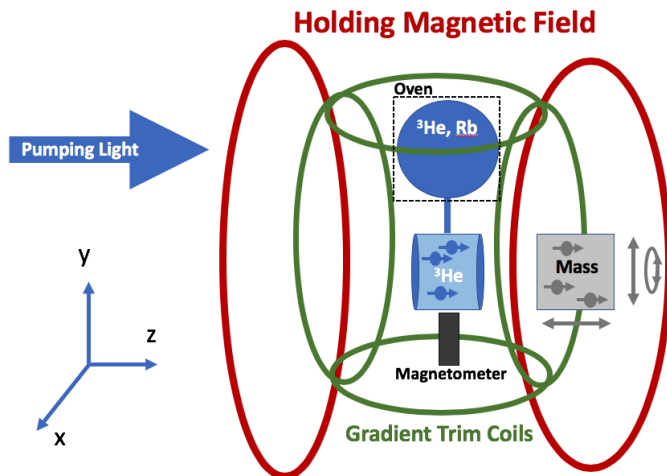 Holding Magnetic Field
Oven
³He, Rb
Pumping Light
y
z
x
³He
Mass
Magnetometer
Gradient Trim Coils